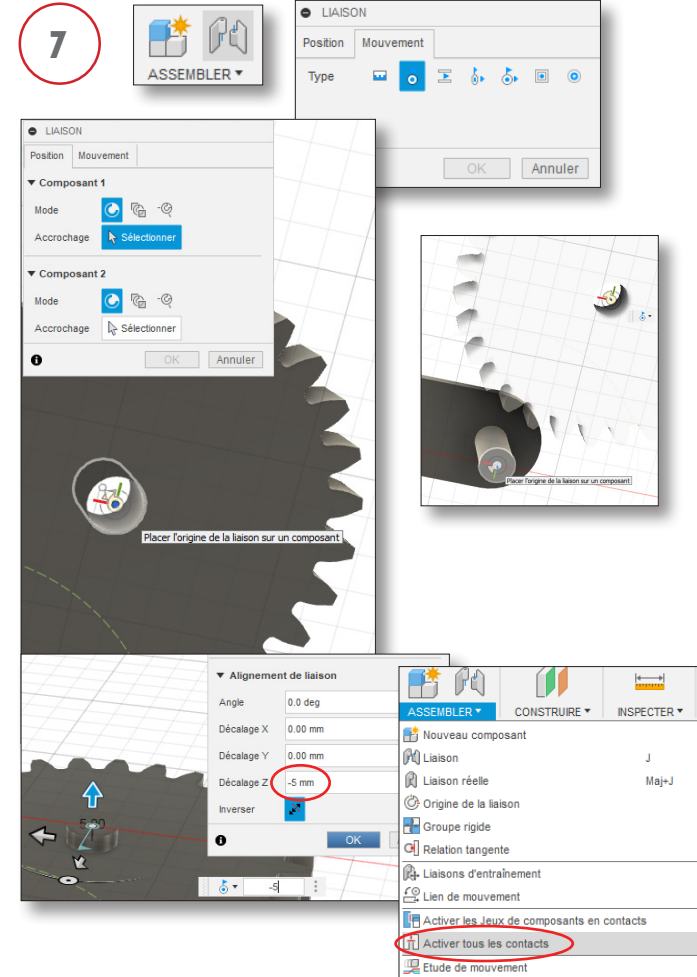 7
ASSEMBLER ▾
LIAISON
Position Mouvement
Type
OK Annuler
LIAISON
Position Mouvement
▼ Composant 1
Mode
Accrochage Sélectionner
▼ Composant 2
Mode
Accrochage Sélectionner
OK Annuler
Placer l'origine de la liaison sur un composant
Placer l'origine de la liaison sur un composant
▼ Alignement de liaison
Angle 0.0 deg
Décalage X 0.00 mm
Décalage Y 0.00 mm
Décalage Z -5 mm
Inverser
OK
5.00
-5
ASSEMBLER ▾ CONSTRUIRE ▾ INSPECTER ▾
Nouveau composant
Liaison J
Liaison réelle Maj+J
Origine de la liaison
Groupe rigide
Relation tangente
Liaisons d'entraînement
Lien de mouvement
Activer les Jeux de composants en contacts
Activer tous les contacts
Etude de mouvement